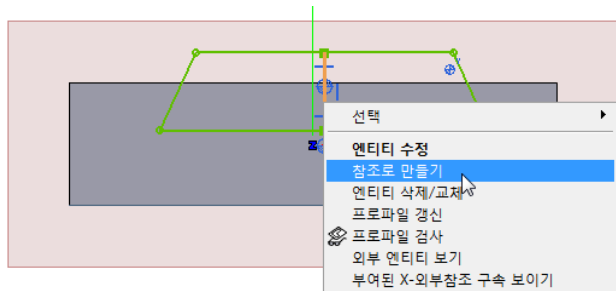 선택
엔티티 수정
참조로 만들기
엔티티 삭제/교체
프로파일 갱신
프로파일 검사
외부 엔티티 보기
부여된 X-외부참조 구속 보이기